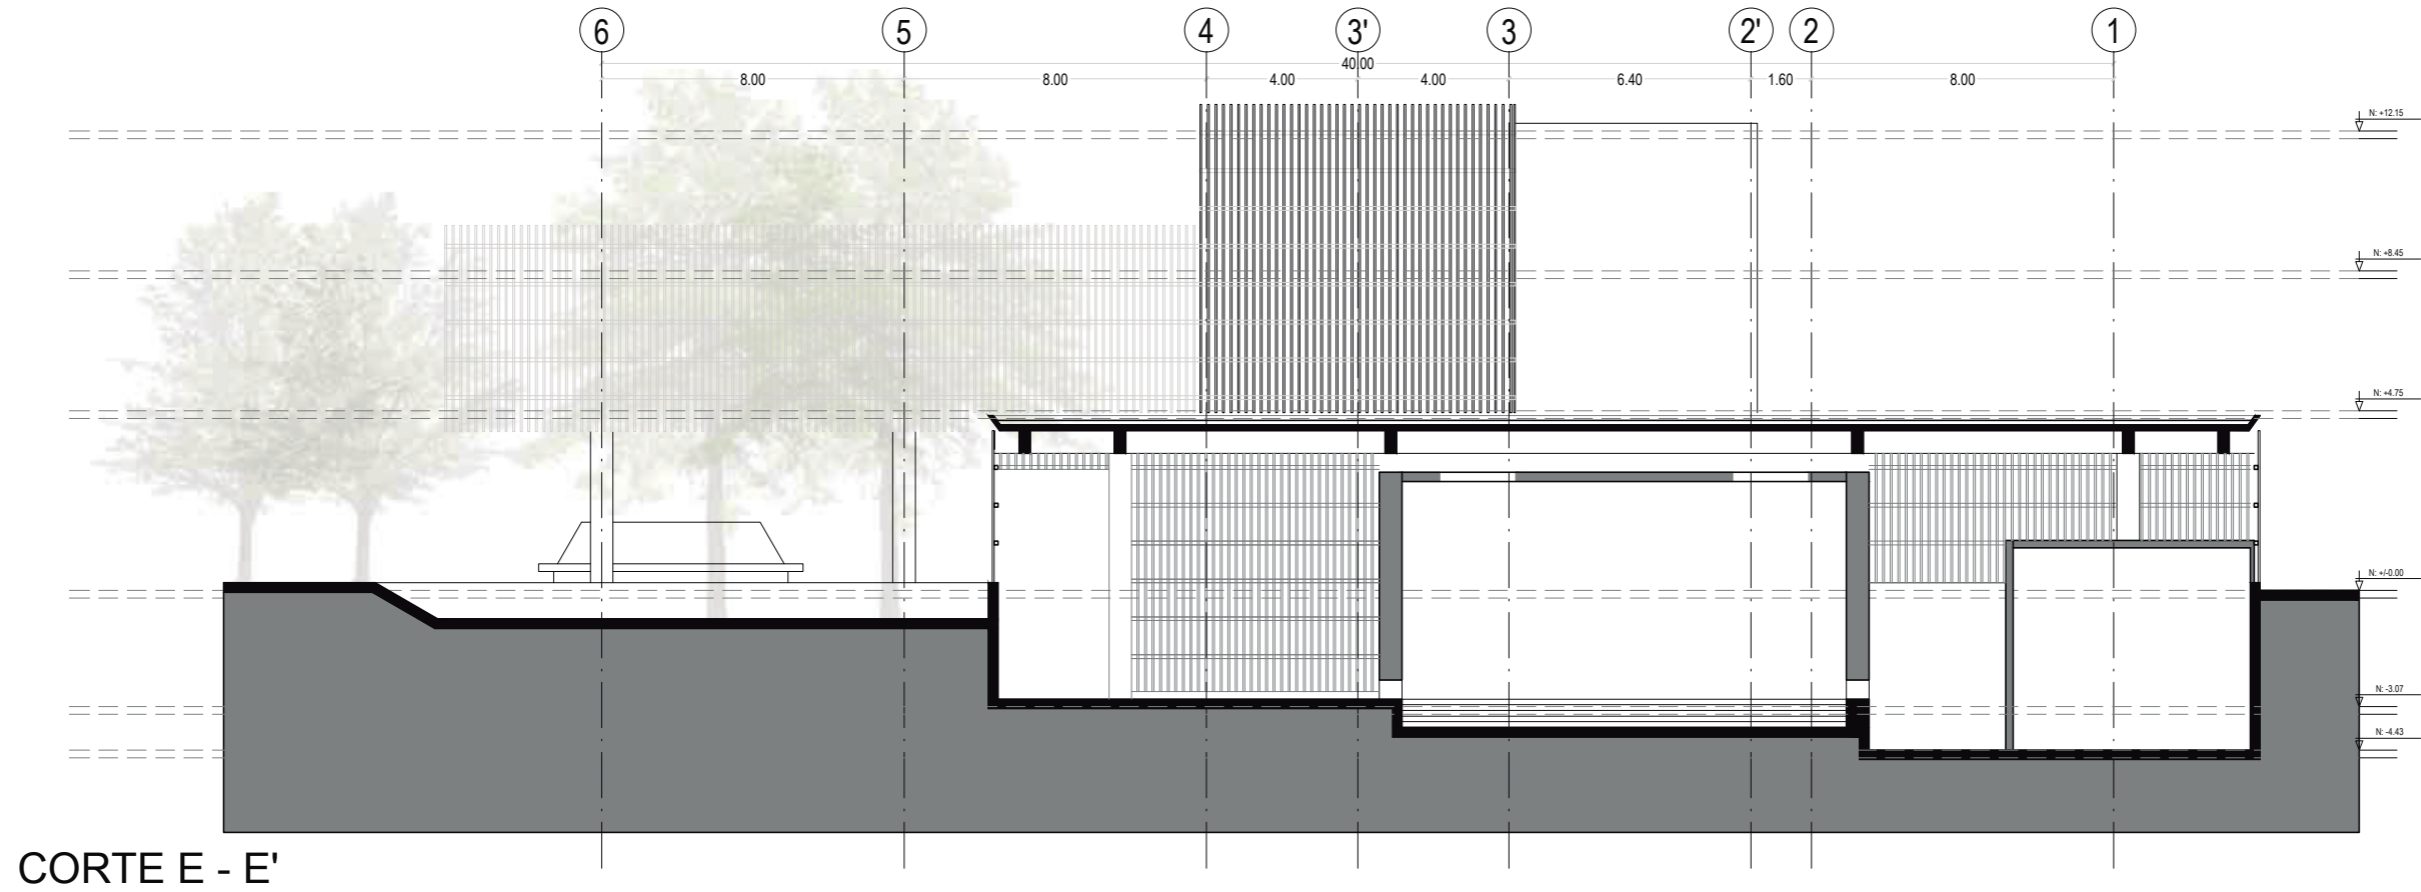 6 5 4 3' 3 2' 2 1
40.00
8.00 8.00 4.00 4.00 6.40 1.60 8.00
N: +12.15
N: +8.45
N: +4.75
N: +/-0.00
N: -3.07
N: -4.43
CORTE E - E'